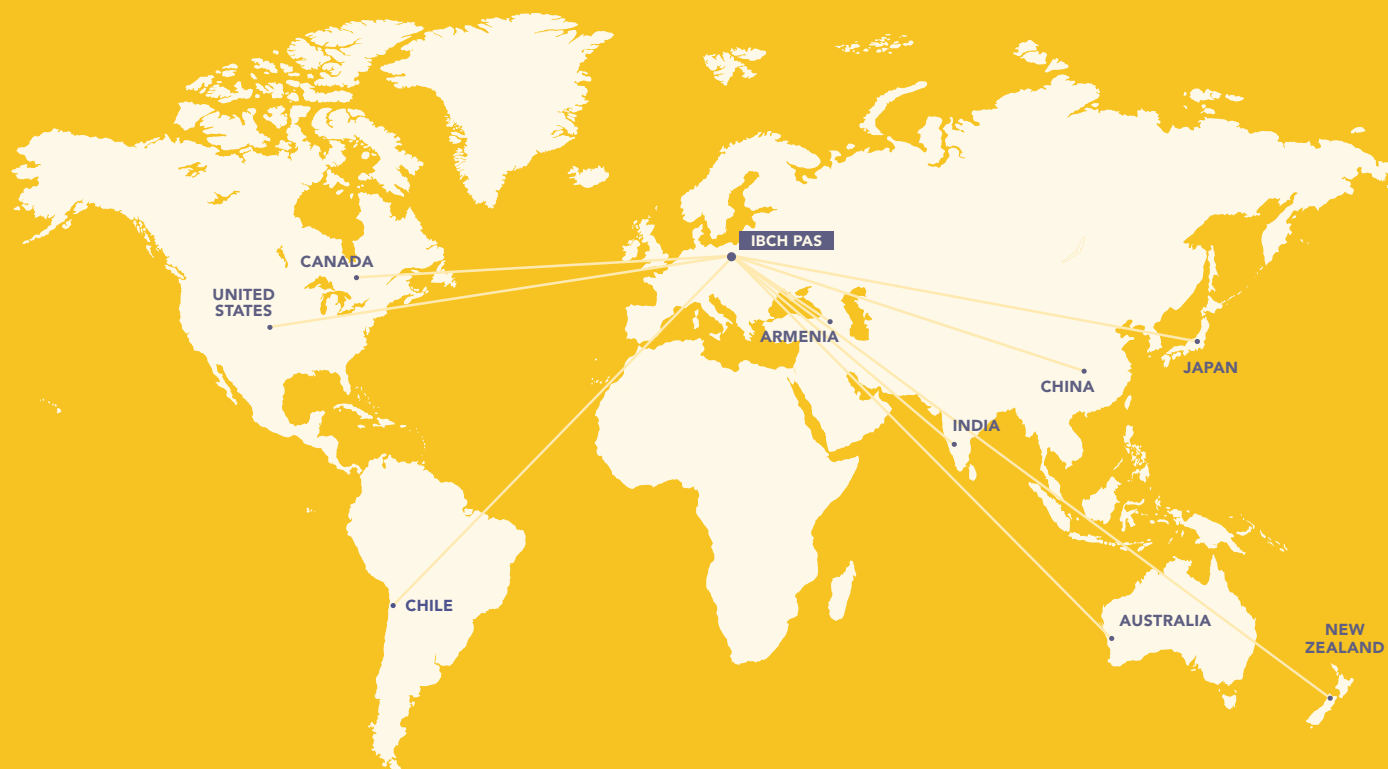 IBCH PAS
CANADA
UNITED
STATES
ARMENIA
JAPAN
CHINA
INDIA
CHILE
AUSTRALIA
NEW
ZEALAND